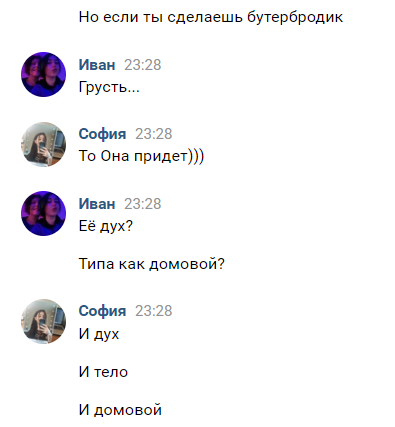 Но если ты сделаешь бутербродик
Иван 23:28
Грусть...
София 23:28
То Она придет)))
Иван 23:28
Её дух?
Типа как домовой?
София 23:28
И дух
И тело
И домовой